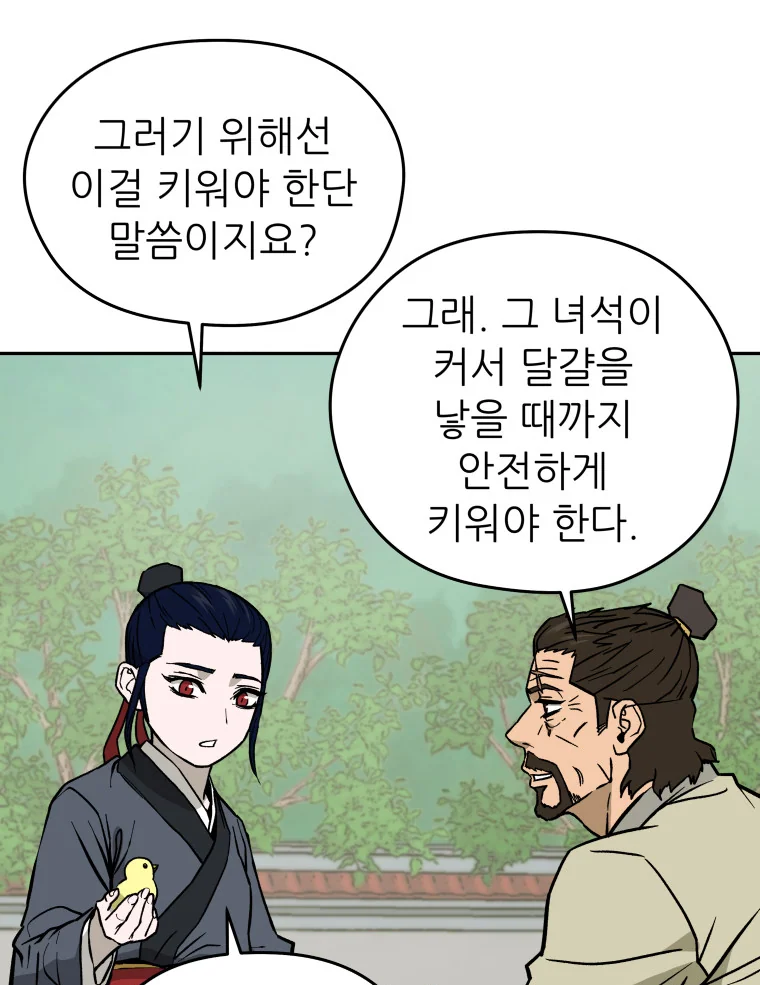 그러기 위해선
이걸 키워야 한단
말씀이지요?
그래. 그 녀석이
커서 달걀을
낳을 때까지
안전하게
키워야 한다.